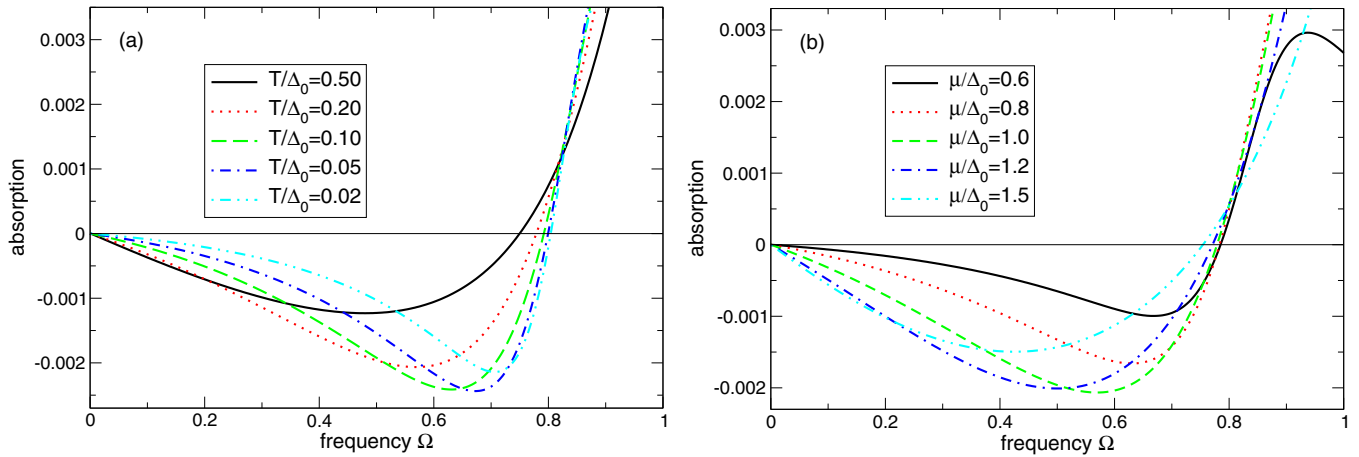 (a)
T/Δ₀=0.50
T/Δ₀=0.20
T/Δ₀=0.10
T/Δ₀=0.05
T/Δ₀=0.02
absorption
0.003
0.002
0.001
0
-0.001
-0.002
0 0.2 0.4 0.6 0.8 1
frequency Ω
(b)
μ/Δ₀=0.6
μ/Δ₀=0.8
μ/Δ₀=1.0
μ/Δ₀=1.2
μ/Δ₀=1.5
absorption
0.003
0.002
0.001
0
-0.001
-0.002
0 0.2 0.4 0.6 0.8 1
frequency Ω